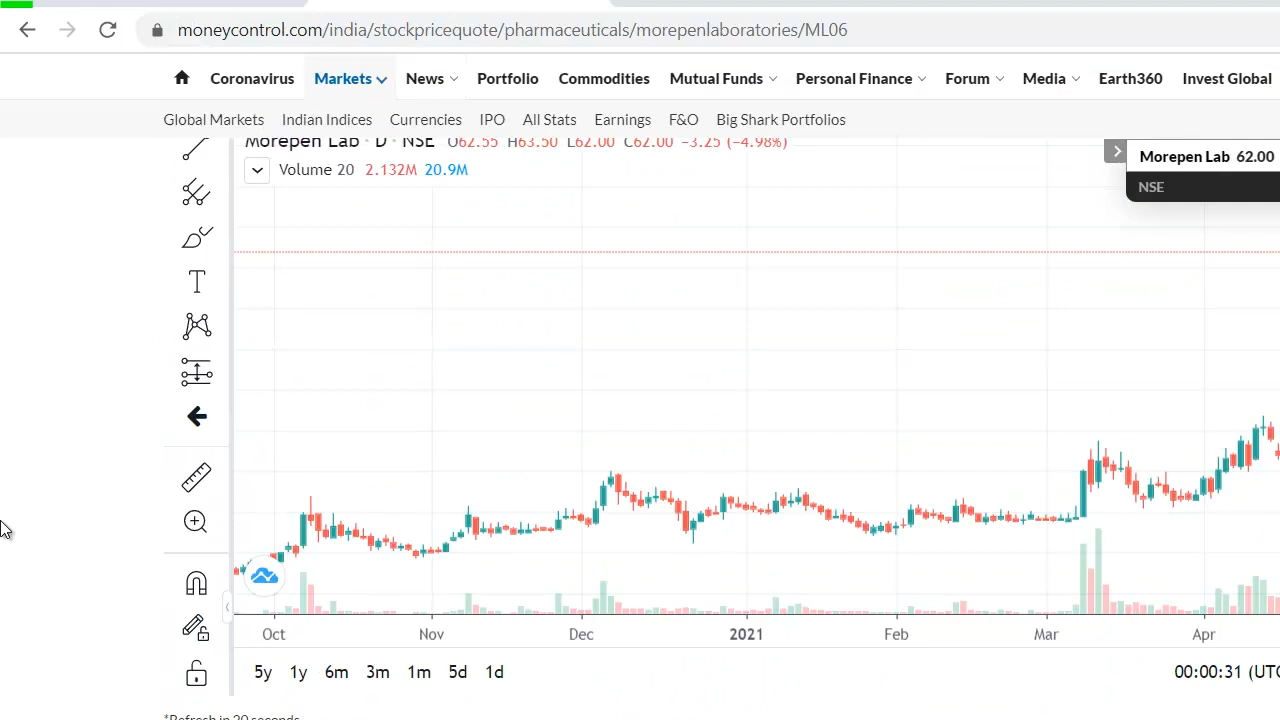 moneycontrol.com/india/stockpricequote/pharmaceuticals/morepenlaboratories/ML06
Coronavirus Markets News Portfolio Commodities Mutual Funds Personal Finance Forum Media Earth360 Invest Global
Global Markets Indian Indices Currencies IPO All Stats Earnings F&O Big Shark Portfolios
Morepen Lab · D · NSE O62.55 H63.50 L62.00 C62.00 −3.25 (−4.98%)
Morepen Lab 62.00
Volume 20 2.132M 20.9M
NSE
T
Oct Nov Dec 2021 Feb Mar Apr
5y 1y 6m 3m 1m 5d 1d 00:00:31 (UTC
*Refresh in 20 seconds